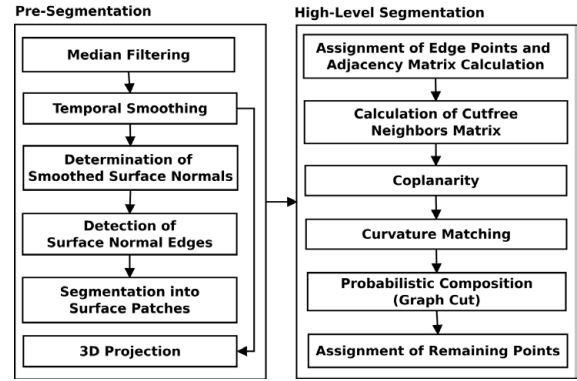 Pre-Segmentation
Median Filtering
Temporal Smoothing
Determination of
Smoothed Surface Normals
Detection of
Surface Normal Edges
Segmentation into
Surface Patches
3D Projection
High-Level Segmentation
Assignment of Edge Points and
Adjacency Matrix Calculation
Calculation of Cutfree
Neighbors Matrix
Coplanarity
Curvature Matching
Probabilistic Composition
(Graph Cut)
Assignment of Remaining Points